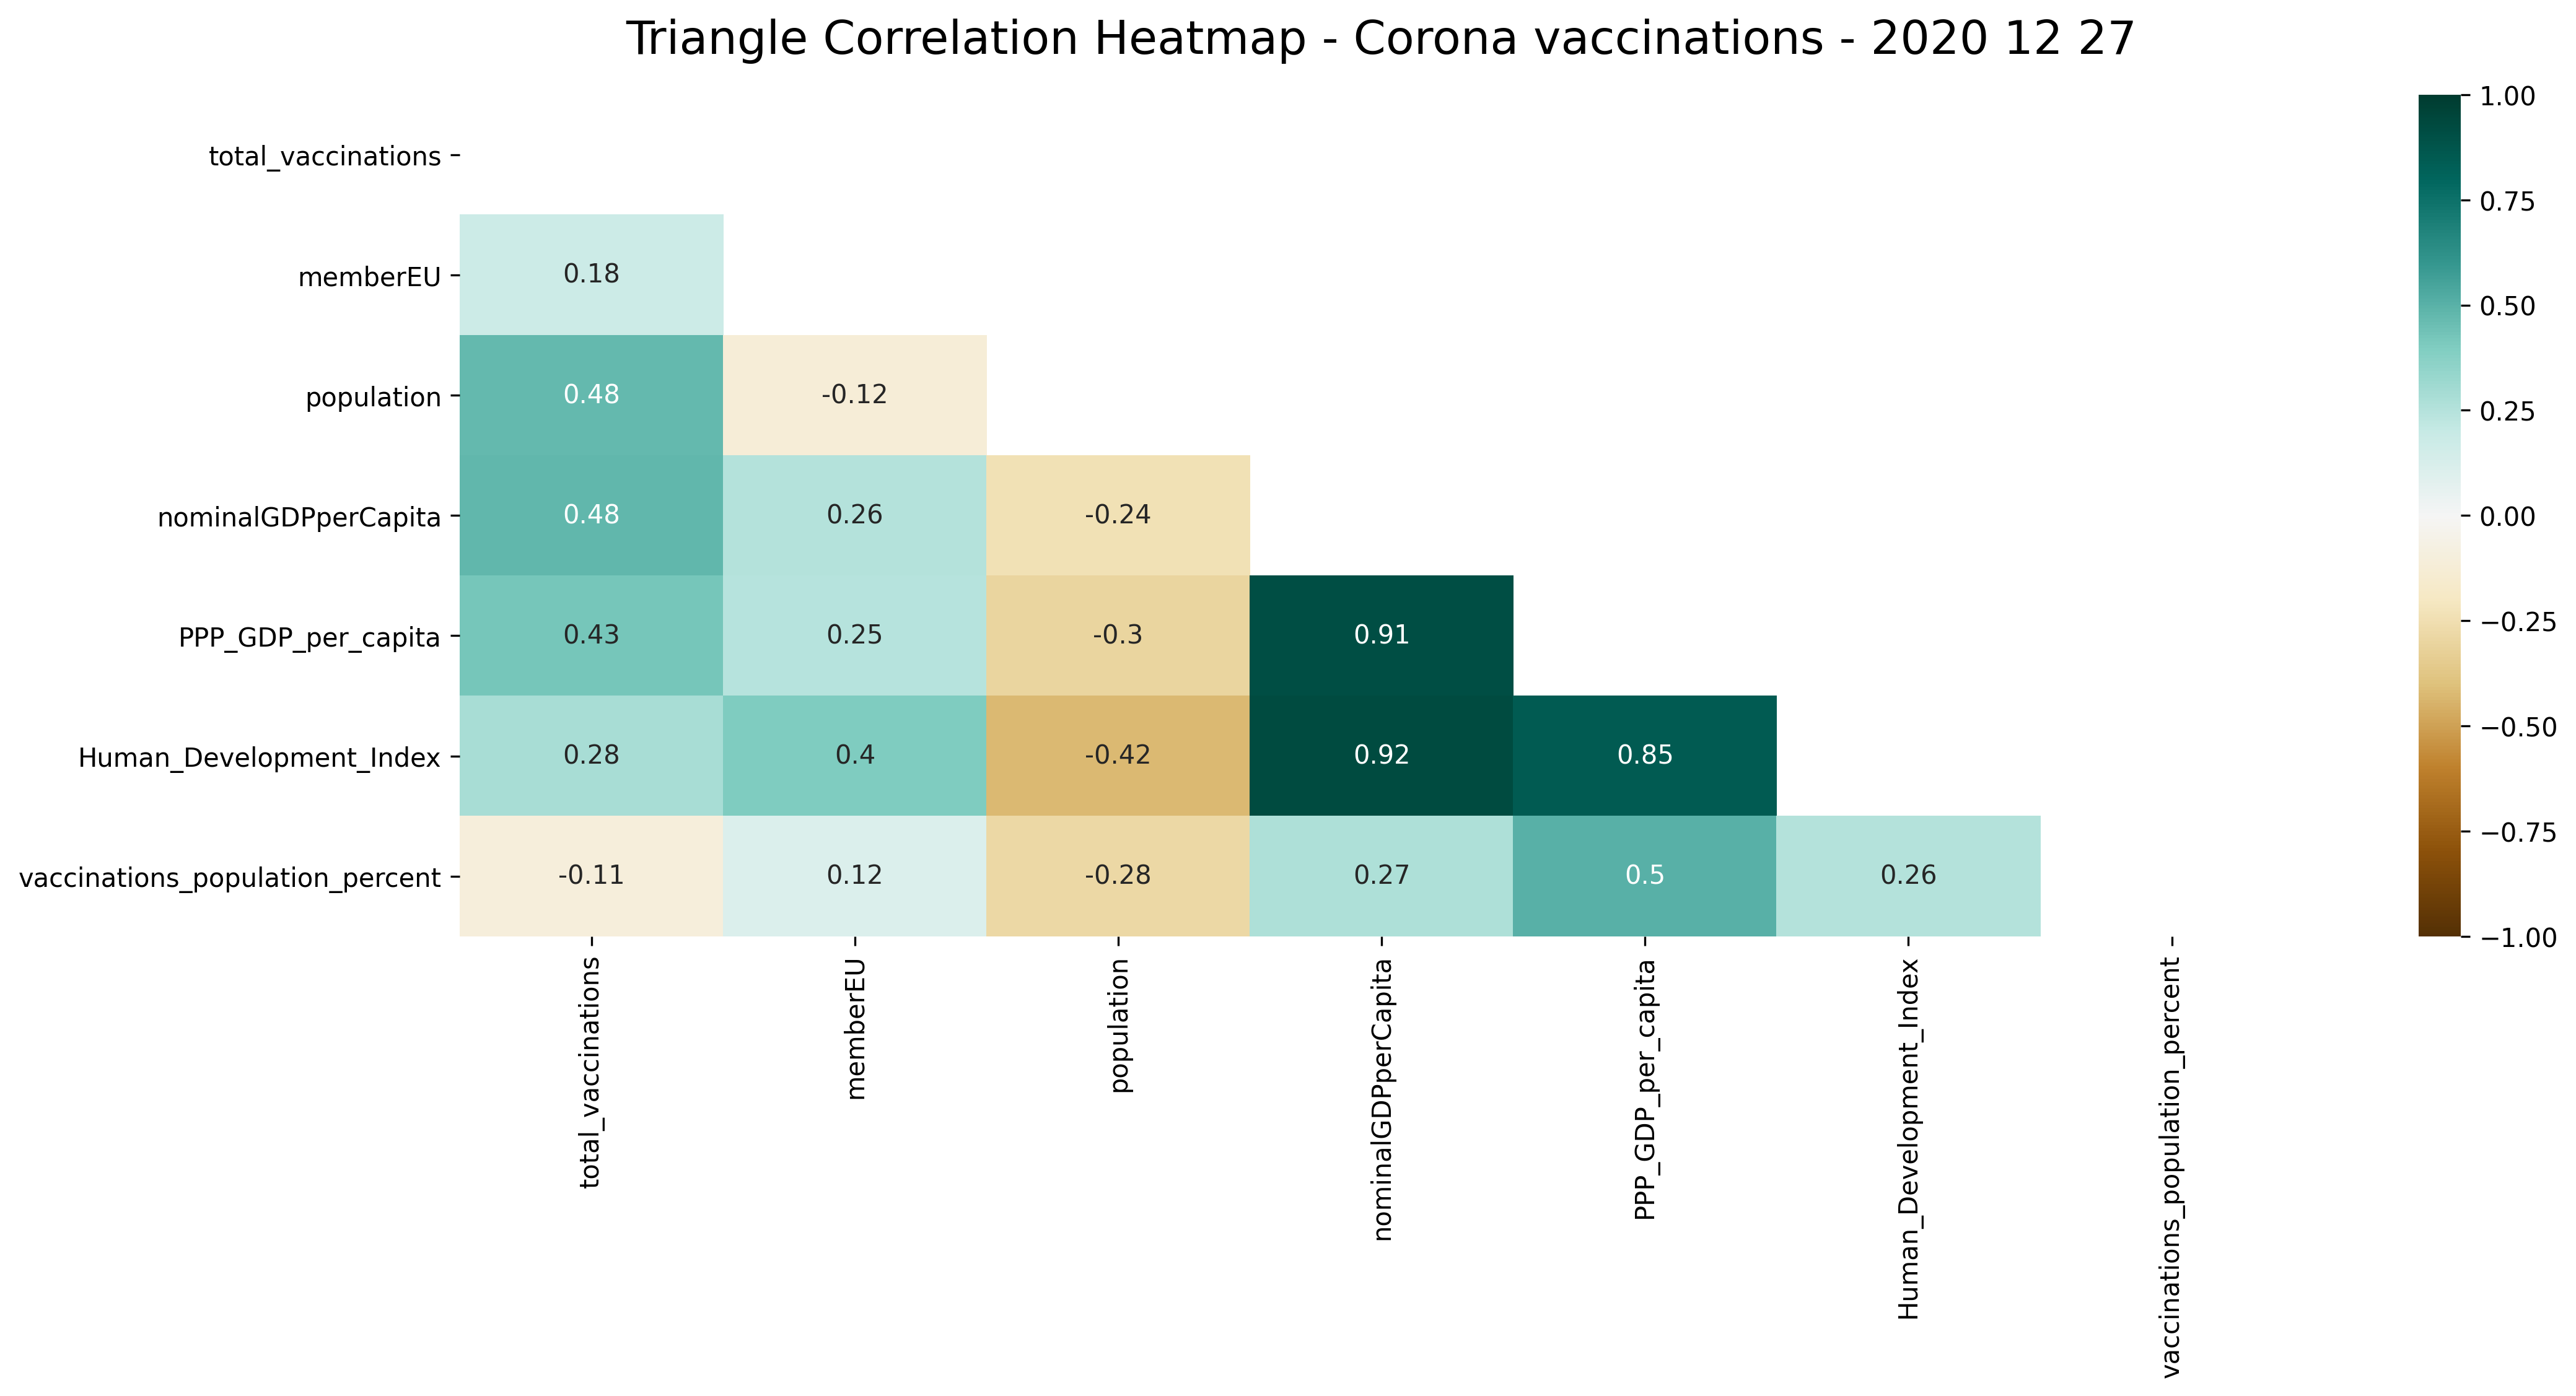 Triangle Correlation Heatmap - Corona vaccinations - 2020 12 27
total_vaccinations
memberEU 0.18
population 0.48 -0.12
nominalGDPperCapita 0.48 0.26 -0.24
PPP_GDP_per_capita 0.43 0.25 -0.3 0.91
Human_Development_Index 0.28 0.4 -0.42 0.92 0.85
vaccinations_population_percent -0.11 0.12 -0.28 0.27 0.5 0.26
total_vaccinations
memberEU
population
nominalGDPperCapita
PPP_GDP_per_capita
Human_Development_Index
vaccinations_population_percent
1.00
0.75
0.50
0.25
0.00
−0.25
−0.50
−0.75
−1.00